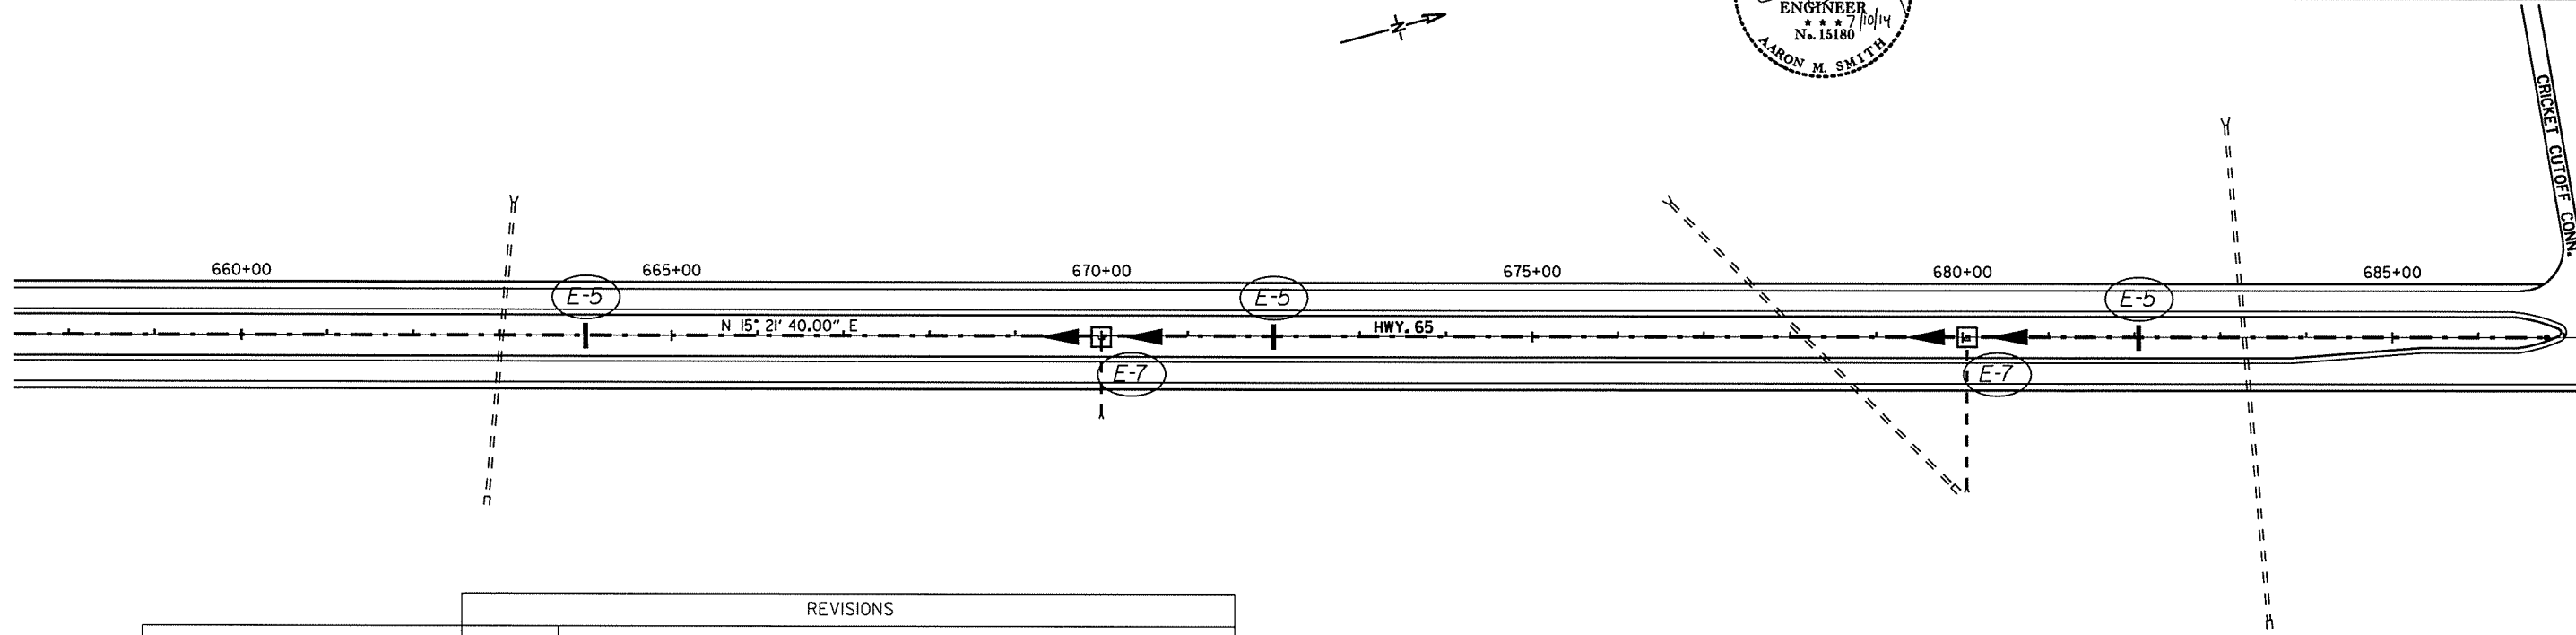 ENGINEER
★ ★ ★ 7/10/14
No. 15180
AARON M. SMITH
N
CRICKET CUTOFF CONN.
660+00 665+00 670+00 675+00 680+00 685+00
E-5 E-5 E-5
N 15° 21' 40.00" E HWY. 65
E-7 E-7
REVISIONS